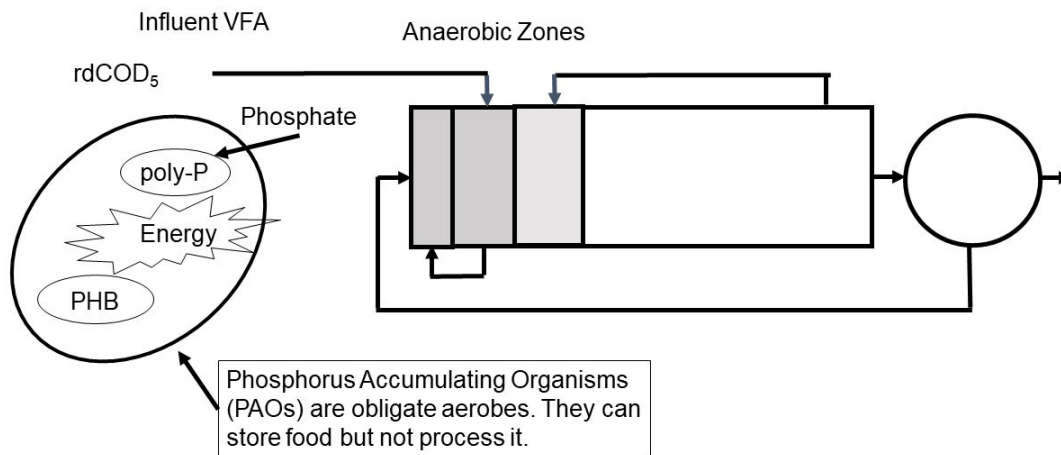 Influent VFA
Anaerobic Zones
rdCOD₅
Phosphate
poly-P
Energy
PHB
Phosphorus Accumulating Organisms
(PAOs) are obligate aerobes. They can
store food but not process it.